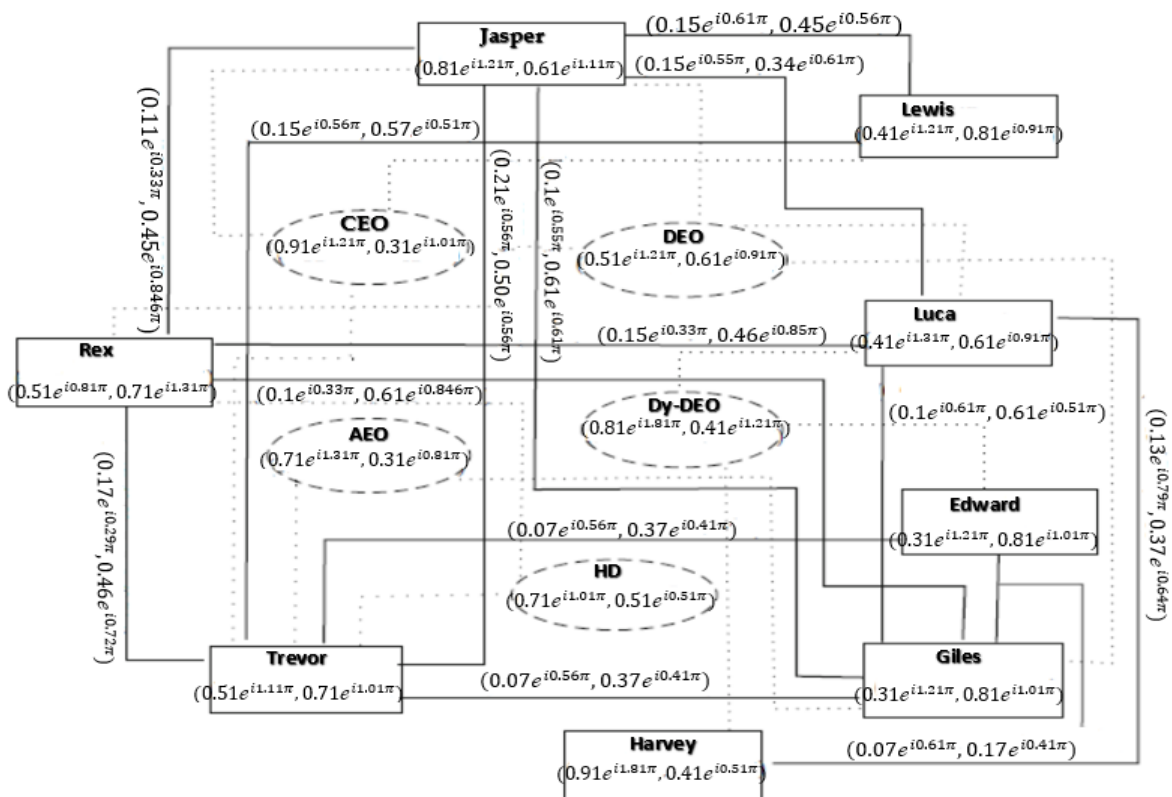 (0.15e^{i0.61π}, 0.45e^{i0.56π})
Jasper
(0.81e^{i1.21π}, 0.61e^{i1.11π})
(0.15e^{i0.55π}, 0.34e^{i0.61π})
Lewis
(0.41e^{i1.21π}, 0.81e^{i0.91π})
(0.11e^{i0.33π}, 0.45e^{i0.846π})
(0.15e^{i0.56π}, 0.57e^{i0.51π})
(0.21e^{i0.56π}, 0.50e^{i0.56π})
(0.1e^{i0.55π}, 0.61e^{i0.61π})
CEO
(0.91e^{i1.21π}, 0.31e^{i1.01π})
DEO
(0.51e^{i1.21π}, 0.61e^{i0.91π})
Luca
(0.41e^{i1.31π}, 0.61e^{i0.91π})
Rex
(0.51e^{i0.81π}, 0.71e^{i1.31π})
(0.15e^{i0.33π}, 0.46e^{i0.85π})
(0.1e^{i0.33π}, 0.61e^{i0.846π})
Dy-DEO
(0.81e^{i1.81π}, 0.41e^{i1.21π})
(0.1e^{i0.61π}, 0.61e^{i0.51π})
(0.13e^{i0.79π}, 0.37e^{i0.64π})
AEO
(0.71e^{i1.31π}, 0.31e^{i0.81π})
(0.17e^{i0.29π}, 0.46e^{i0.72π})
Edward
(0.31e^{i1.21π}, 0.81e^{i1.01π})
(0.07e^{i0.56π}, 0.37e^{i0.41π})
HD
(0.71e^{i1.01π}, 0.51e^{i0.51π})
Trevor
(0.51e^{i1.11π}, 0.71e^{i1.01π})
(0.07e^{i0.56π}, 0.37e^{i0.41π})
Giles
(0.31e^{i1.21π}, 0.81e^{i1.01π})
Harvey
(0.91e^{i1.81π}, 0.41e^{i0.51π})
(0.07e^{i0.61π}, 0.17e^{i0.41π})